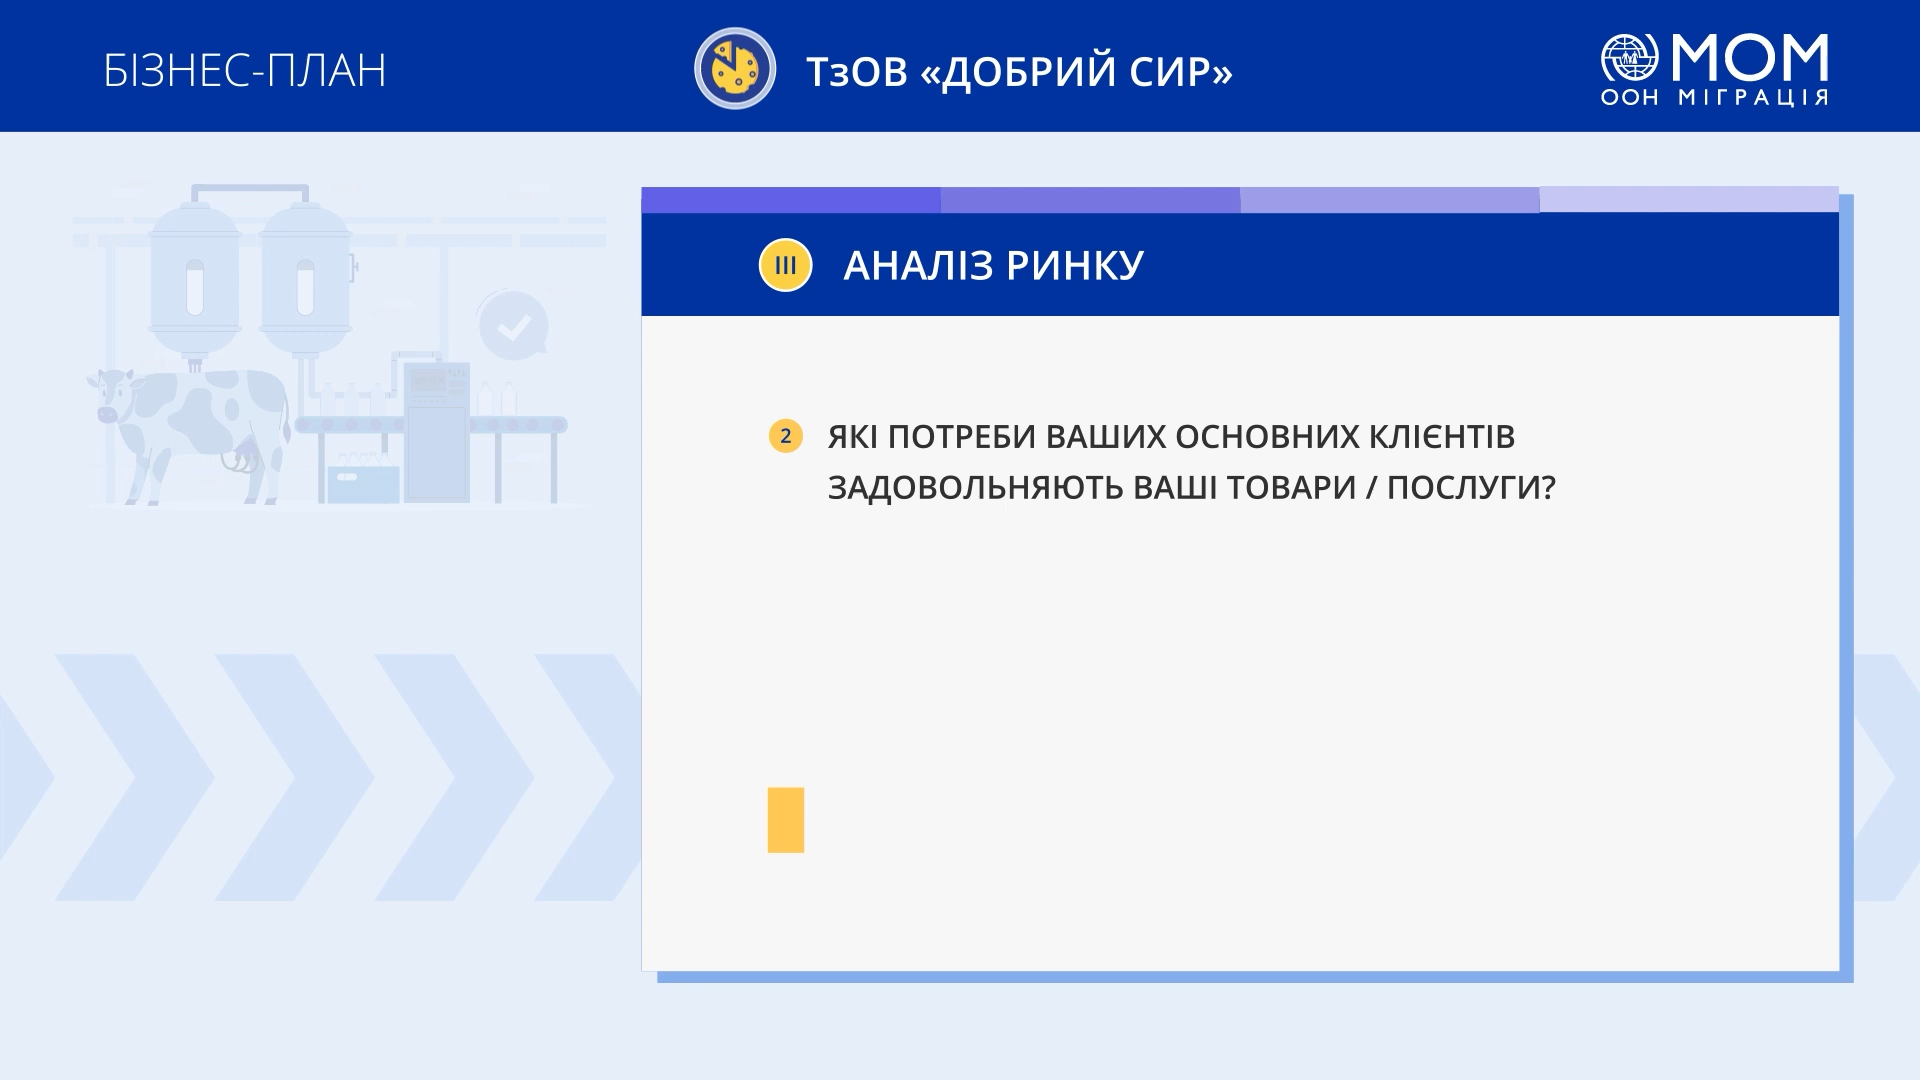 БІЗНЕС-ПЛАН
ТзОВ «ДОБРИЙ СИР»
МОМ
ООН МІГРАЦІЯ
III
АНАЛІЗ РИНКУ
2
ЯКІ ПОТРЕБИ ВАШИХ ОСНОВНИХ КЛІЄНТІВ
ЗАДОВОЛЬНЯЮТЬ ВАШІ ТОВАРИ / ПОСЛУГИ?